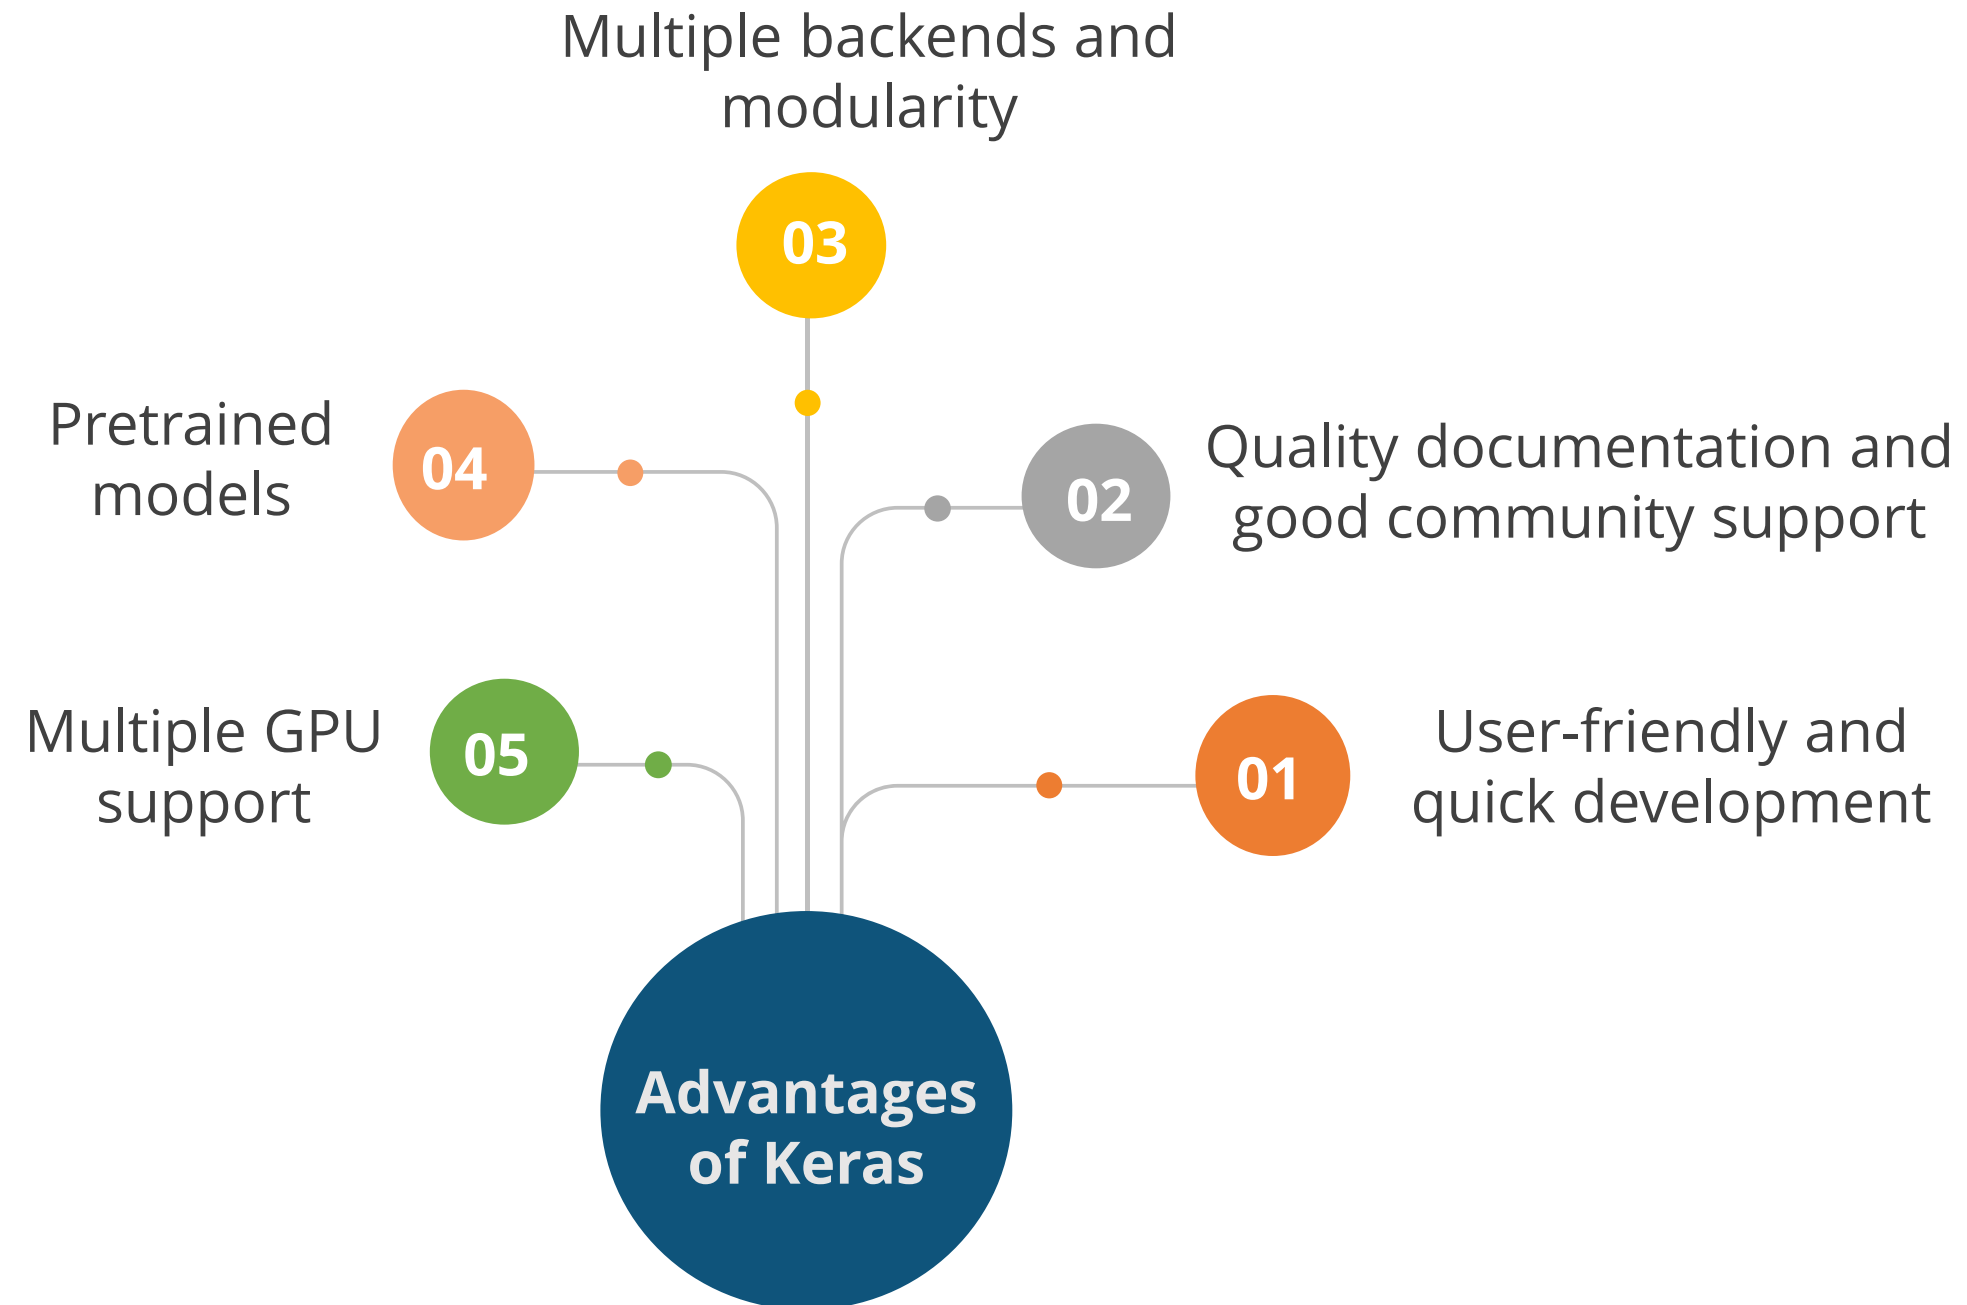 Multiple backends and
modularity
03
Pretrained
models
04
02
Quality documentation and
good community support
Multiple GPU
support
05
01
User-friendly and
quick development
Advantages
of Keras